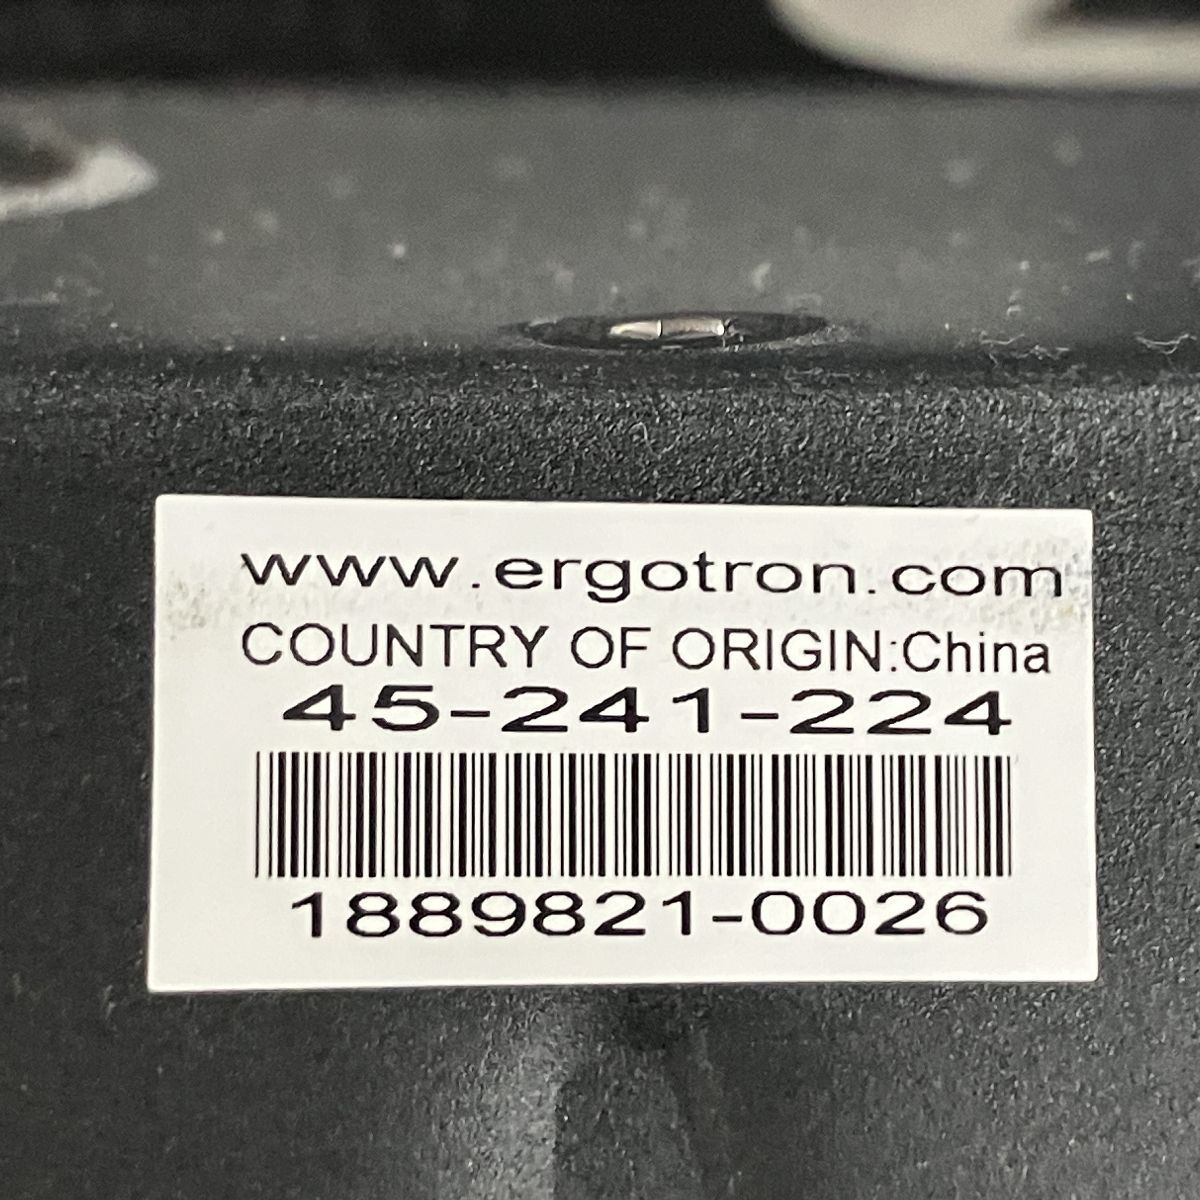 www.ergotron.com
COUNTRY OF ORIGIN:China
45-241-224
1889821-0026